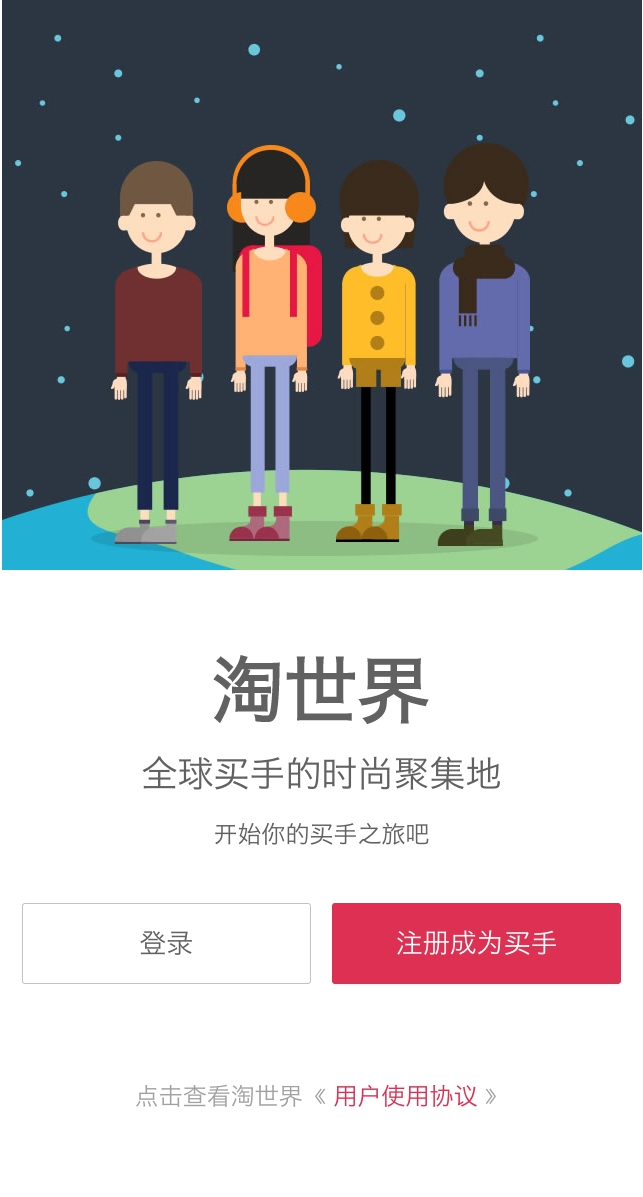 淘世界
全球买手的时尚聚集地
开始你的买手之旅吧
登录
注册成为买手
点击查看淘世界《用户使用协议》